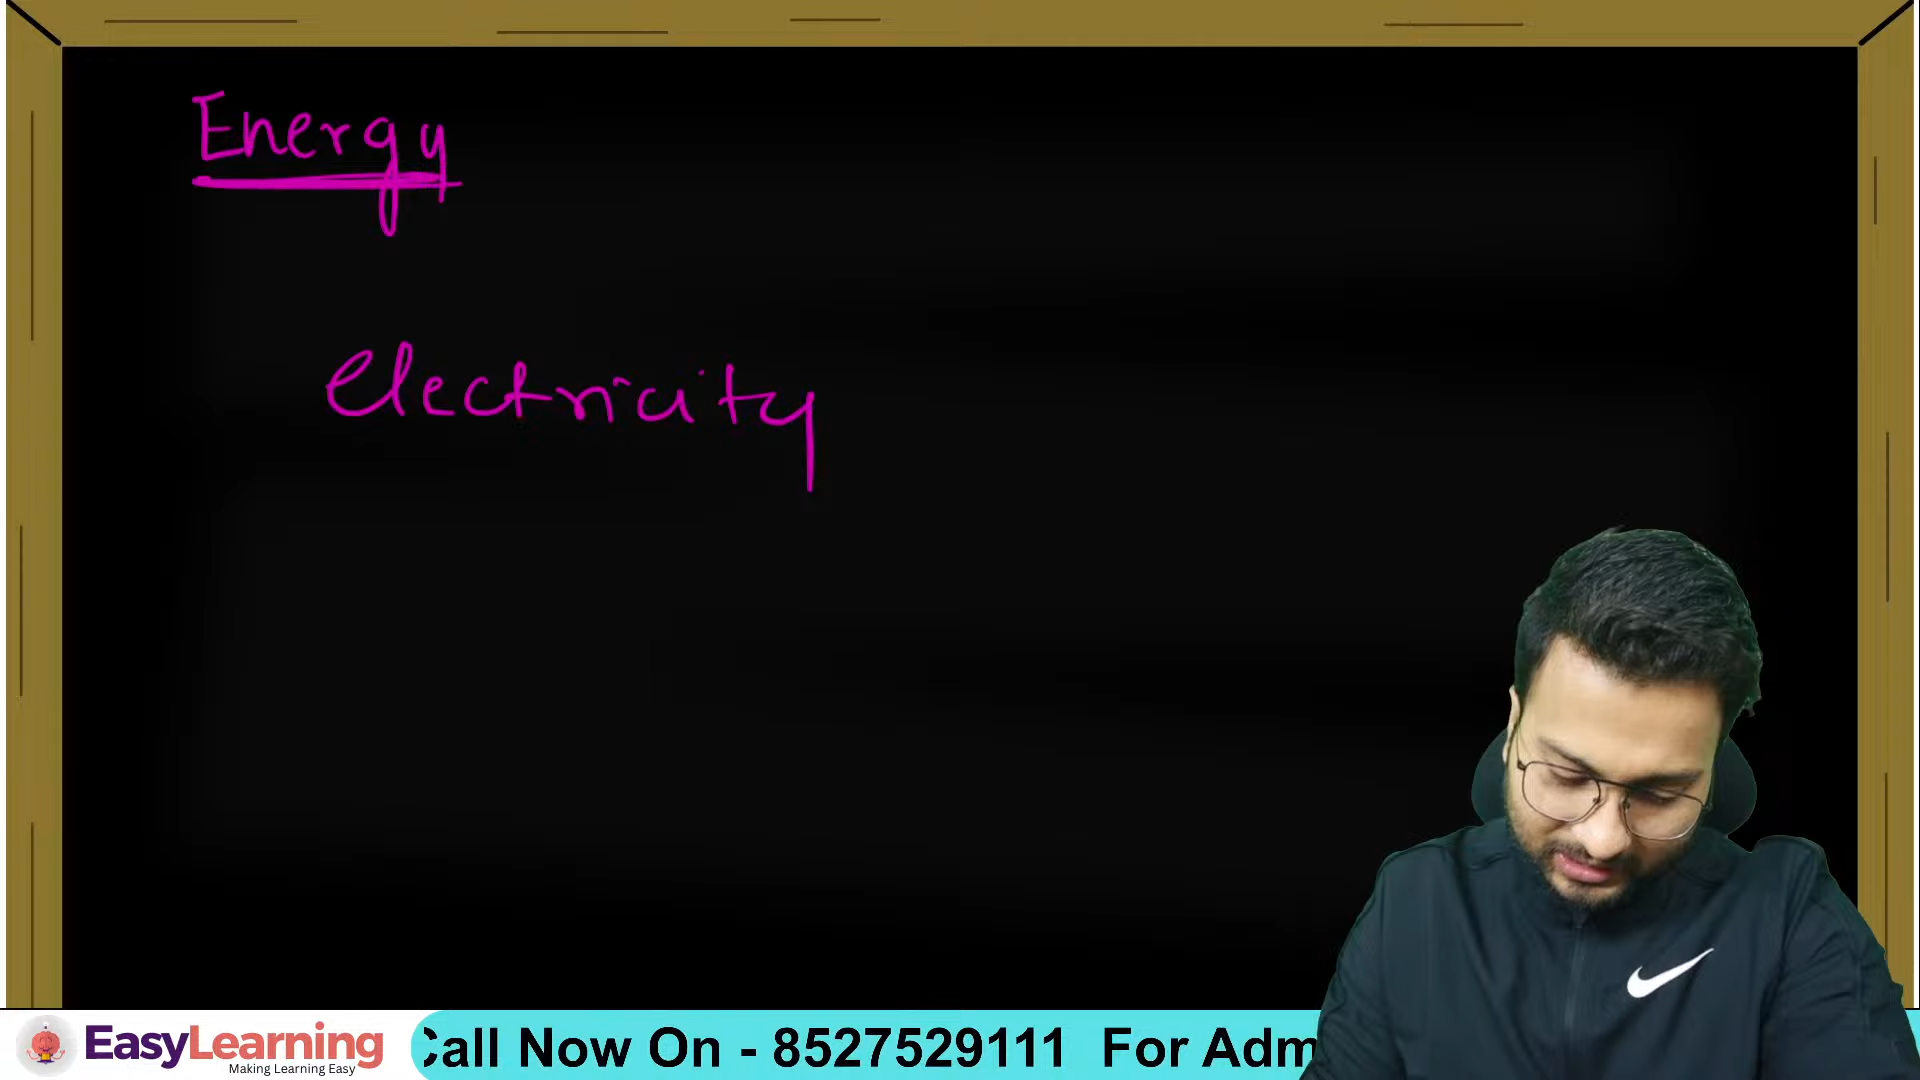 Energy
electricity
EasyLearning
Making Learning Easy
Call Now On - 8527529111 For Adm